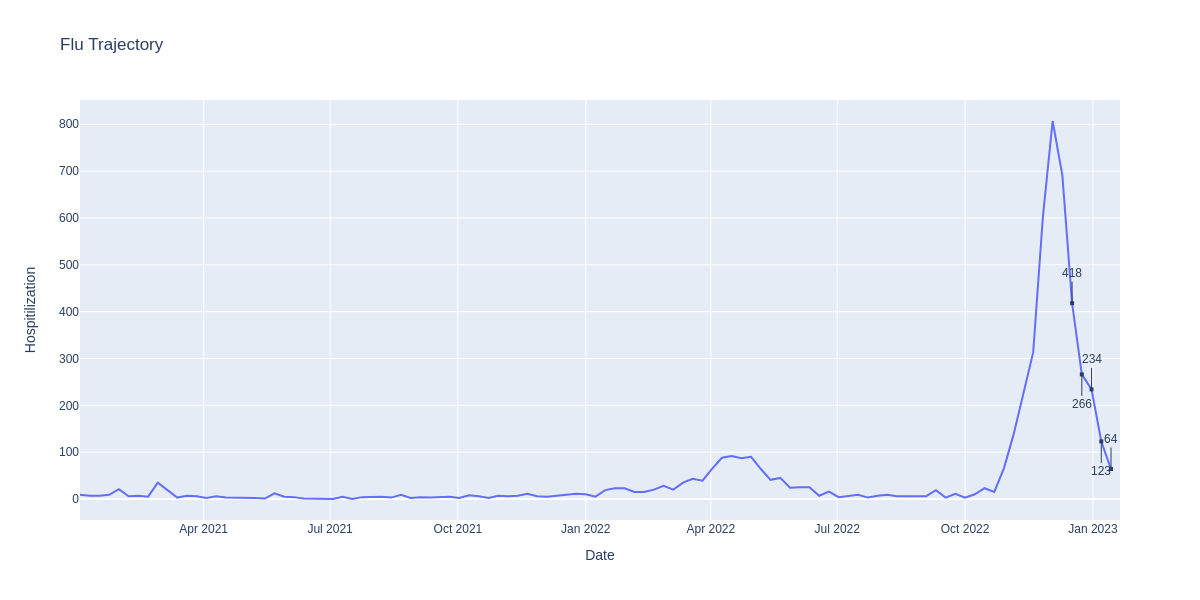 Flu Trajectory
Hospitilization
800
700
600
500
400
300
200
100
0
418
234
266
64
123
Apr 2021
Jul 2021
Oct 2021
Jan 2022
Apr 2022
Jul 2022
Oct 2022
Jan 2023
Date